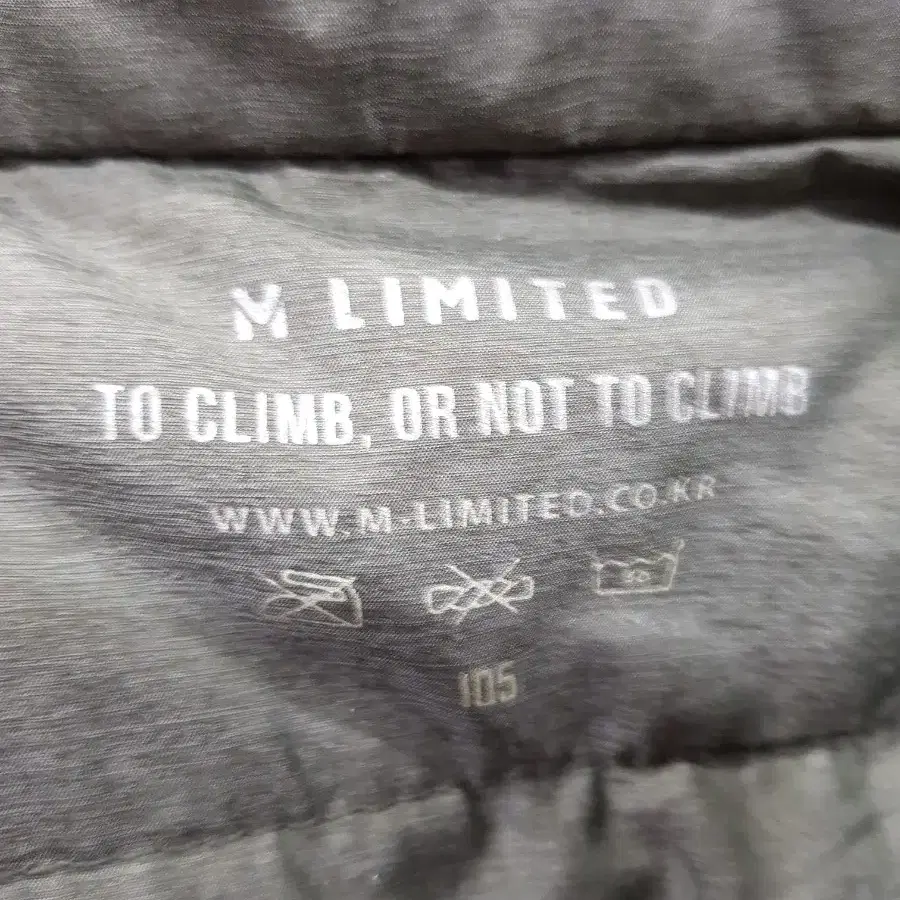 M LIMITED
TO CLIMB, OR NOT TO CLIMB
WWW.M-LIMITED.CO.KR
105